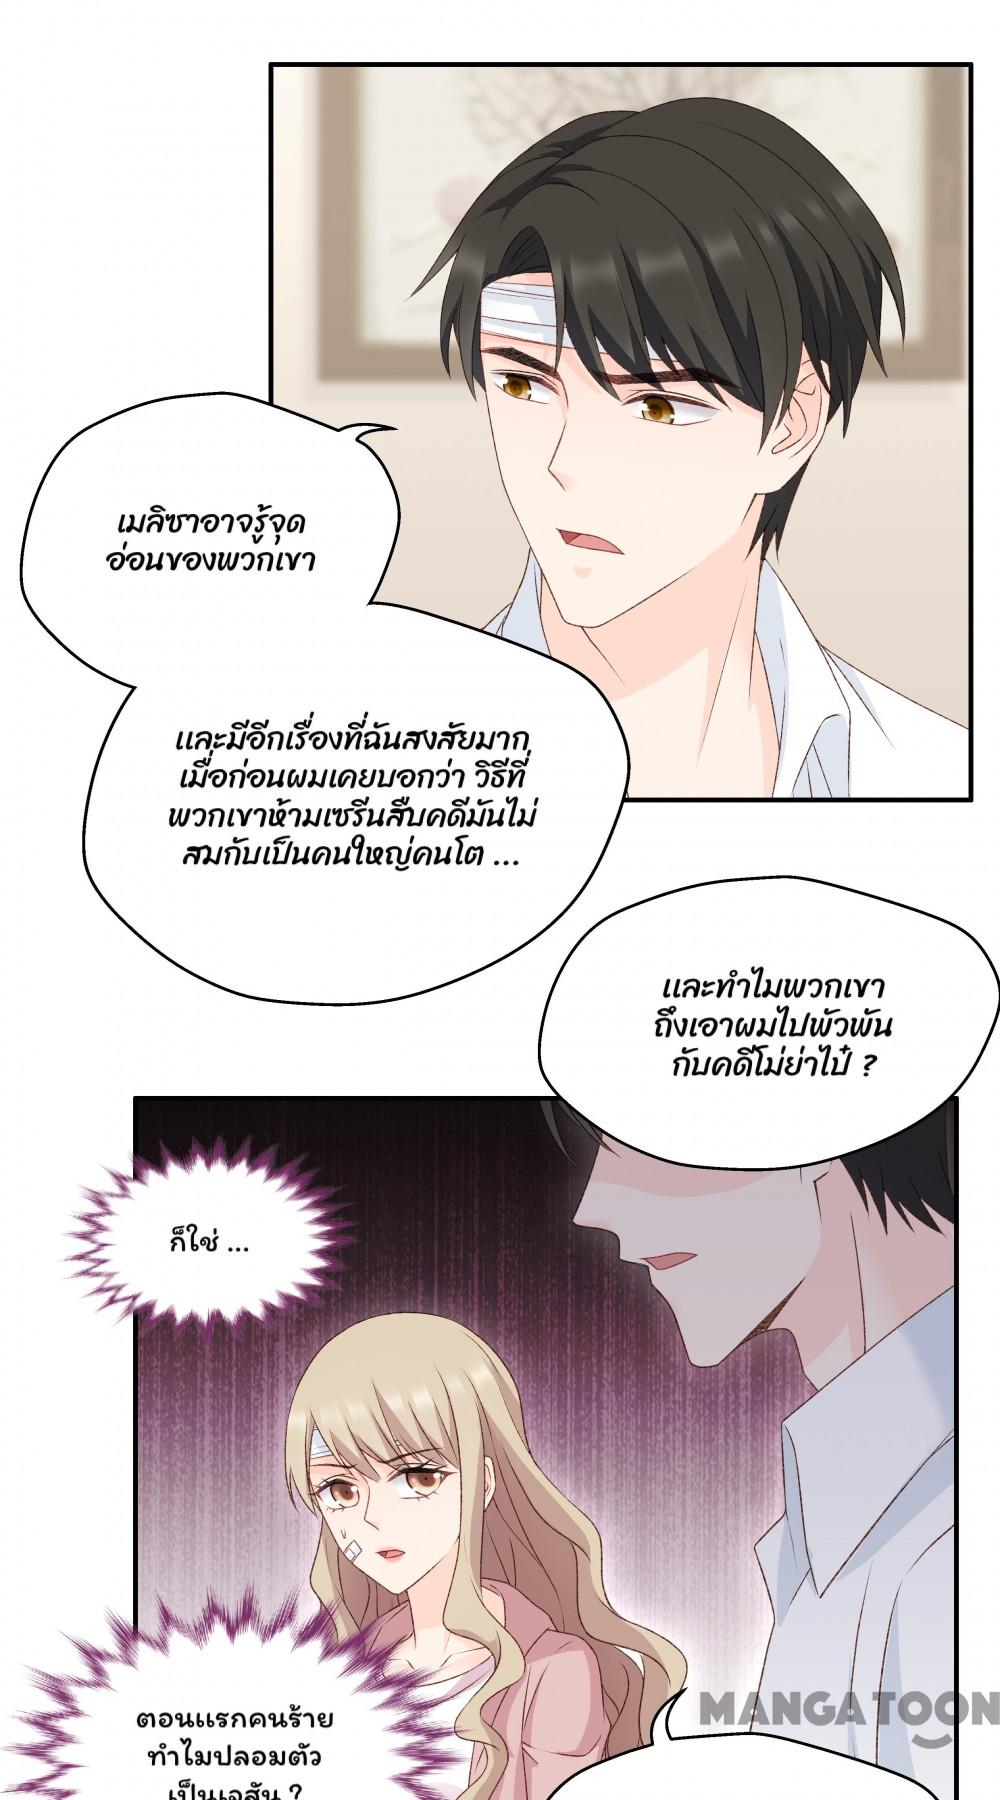 เมลิซาอาจรู้จุด
อ่อนของพวกเขา
และมีอีกเรื่องที่ฉันสงสัยมาก
เมื่อก่อนผมเคยบอกว่า วิธีที่
พวกเขาห้ามเซรีนสืบคดีมันไม่
สมกับเป็นคนใหญ่คนโต ...
และทำไมพวกเขา
ถึงเอาผมไปพัวพัน
กับคดีโม่ย่าไป๋ ?
ก็ใช่ ...
ตอนแรกคนร้าย
ทำไมปลอมตัว
เป็นเจสัน ?
MANGATOON